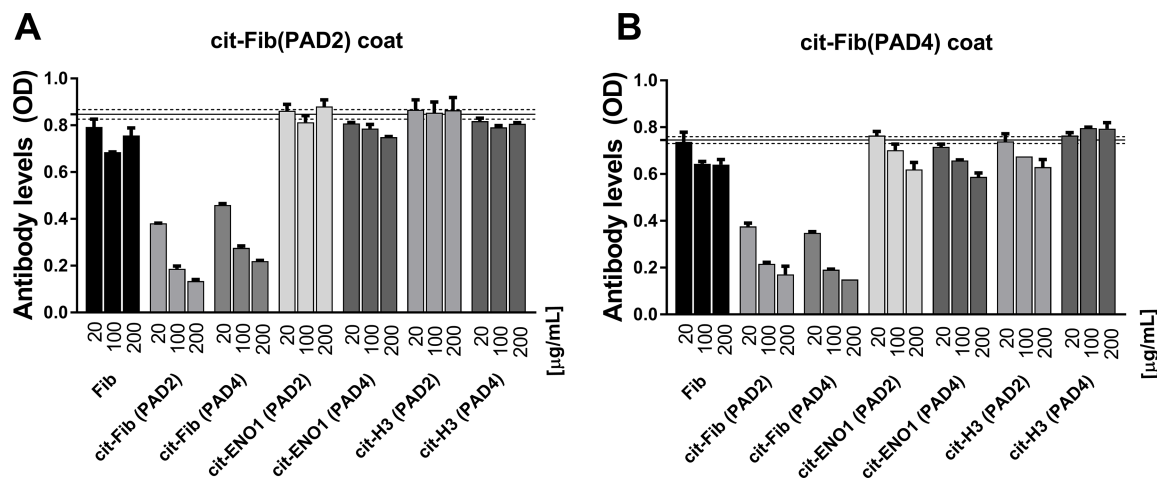 A
cit-Fib(PAD2) coat
Antibody levels (OD)
1.0
0.8
0.6
0.4
0.2
0.0
20 100 200 20 100 200 20 100 200 20 100 200 20 100 200 20 100 200 20 100 200
[µg/mL]
Fib
cit-Fib (PAD2)
cit-Fib (PAD4)
cit-ENO1 (PAD2)
cit-ENO1 (PAD4)
cit-H3 (PAD2)
cit-H3 (PAD4)
B
cit-Fib(PAD4) coat
Antibody levels (OD)
1.0
0.8
0.6
0.4
0.2
0.0
20 100 200 20 100 200 20 100 200 20 100 200 20 100 200 20 100 200 20 100 200
[µg/mL]
Fib
cit-Fib (PAD2)
cit-Fib (PAD4)
cit-ENO1 (PAD2)
cit-ENO1 (PAD4)
cit-H3 (PAD2)
cit-H3 (PAD4)